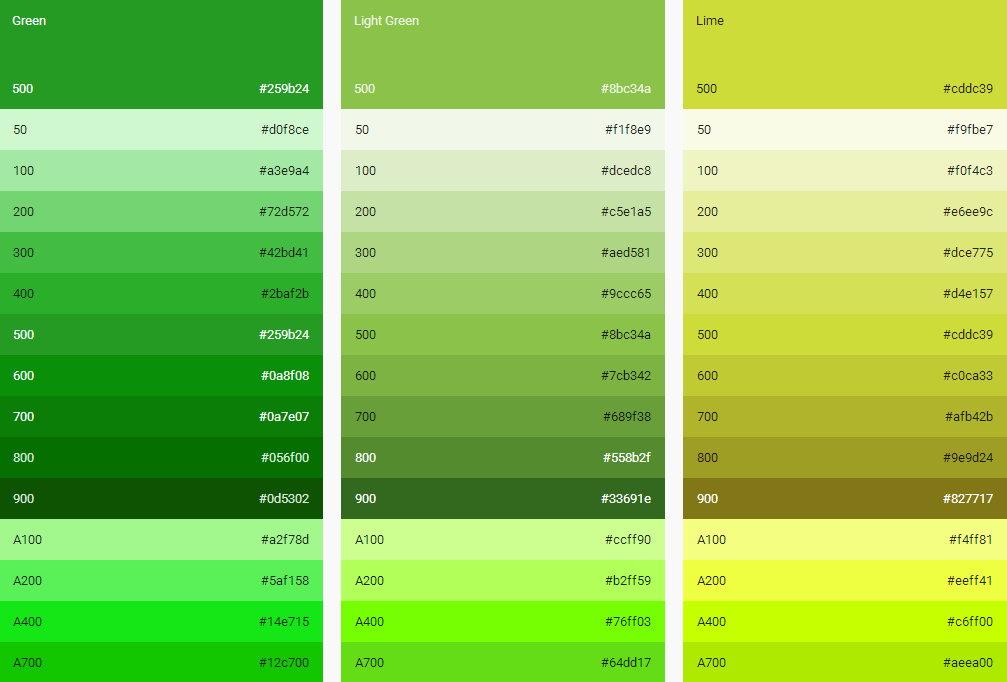 Green
500 #259b24
50 #d0f8ce
100 #a3e9a4
200 #72d572
300 #42bd41
400 #2baf2b
500 #259b24
600 #0a8f08
700 #0a7e07
800 #056f00
900 #0d5302
A100 #a2f78d
A200 #5af158
A400 #14e715
A700 #12c700
Light Green
500 #8bc34a
50 #f1f8e9
100 #dcedc8
200 #c5e1a5
300 #aed581
400 #9ccc65
500 #8bc34a
600 #7cb342
700 #689f38
800 #558b2f
900 #33691e
A100 #ccff90
A200 #b2ff59
A400 #76ff03
A700 #64dd17
Lime
500 #cddc39
50 #f9fbe7
100 #f0f4c3
200 #e6ee9c
300 #dce775
400 #d4e157
500 #cddc39
600 #c0ca33
700 #afb42b
800 #9e9d24
900 #827717
A100 #f4ff81
A200 #eeff41
A400 #c6ff00
A700 #aeea00